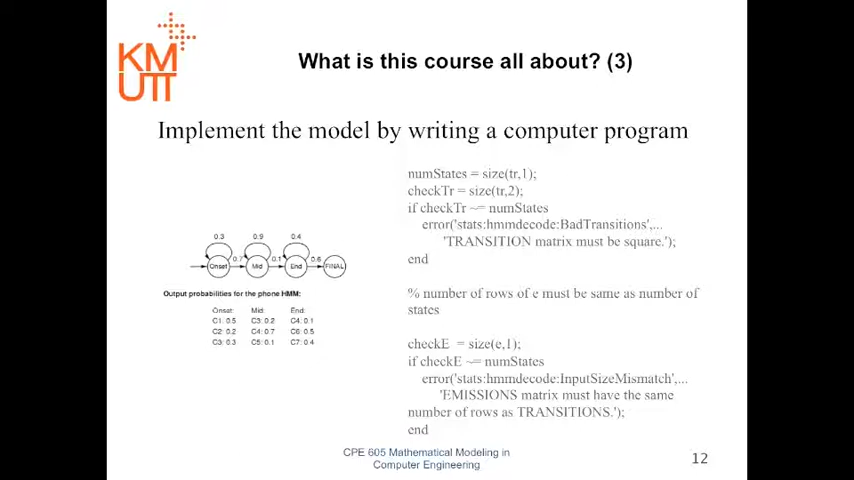 KM
UTT
What is this course all about? (3)
Implement the model by writing a computer program
0.3 0.9 0.4
0.7 0.1 0.6
Onset Mid End FINAL
Output probabilities for the phone HMM:
Onset: Mid: End:
C1: 0.5 C3: 0.2 C4: 0.1
C2: 0.2 C4: 0.7 C6: 0.5
C3: 0.3 C5: 0.1 C7: 0.4
numStates = size(tr,1);
checkTr = size(tr,2);
if checkTr ~= numStates
error('stats:hmmdecode:BadTransitions',...
'TRANSITION matrix must be square.');
end
% number of rows of e must be same as number of
states
checkE = size(e,1);
if checkE ~= numStates
error('stats:hmmdecode:InputSizeMismatch',...
'EMISSIONS matrix must have the same
number of rows as TRANSITIONS.');
end
CPE 605 Mathematical Modeling in
Computer Engineering
12